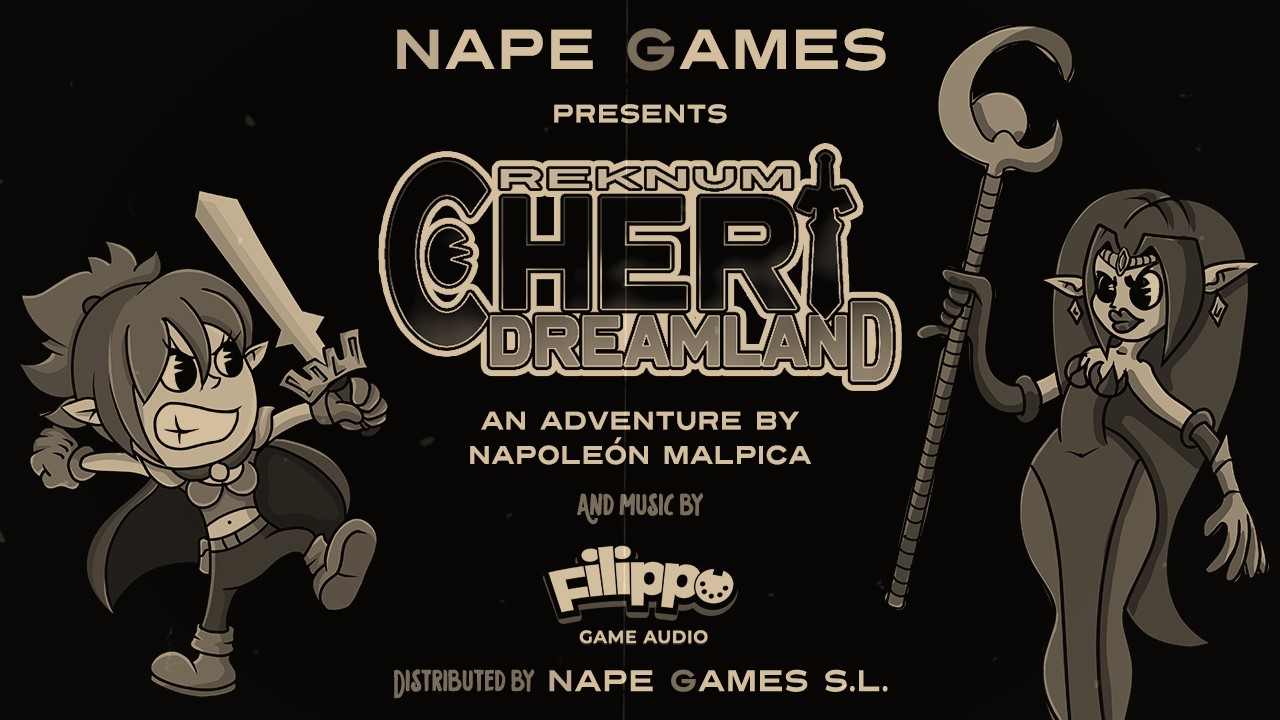 NAPE GAMES
PRESENTS
REKNUM
CHERI
DREAMLAND
AN ADVENTURE BY
NAPOLEÓN MALPICA
AND MUSIC BY
Filippo
GAME AUDIO
DISTRIBUTED BY NAPE GAMES S.L.